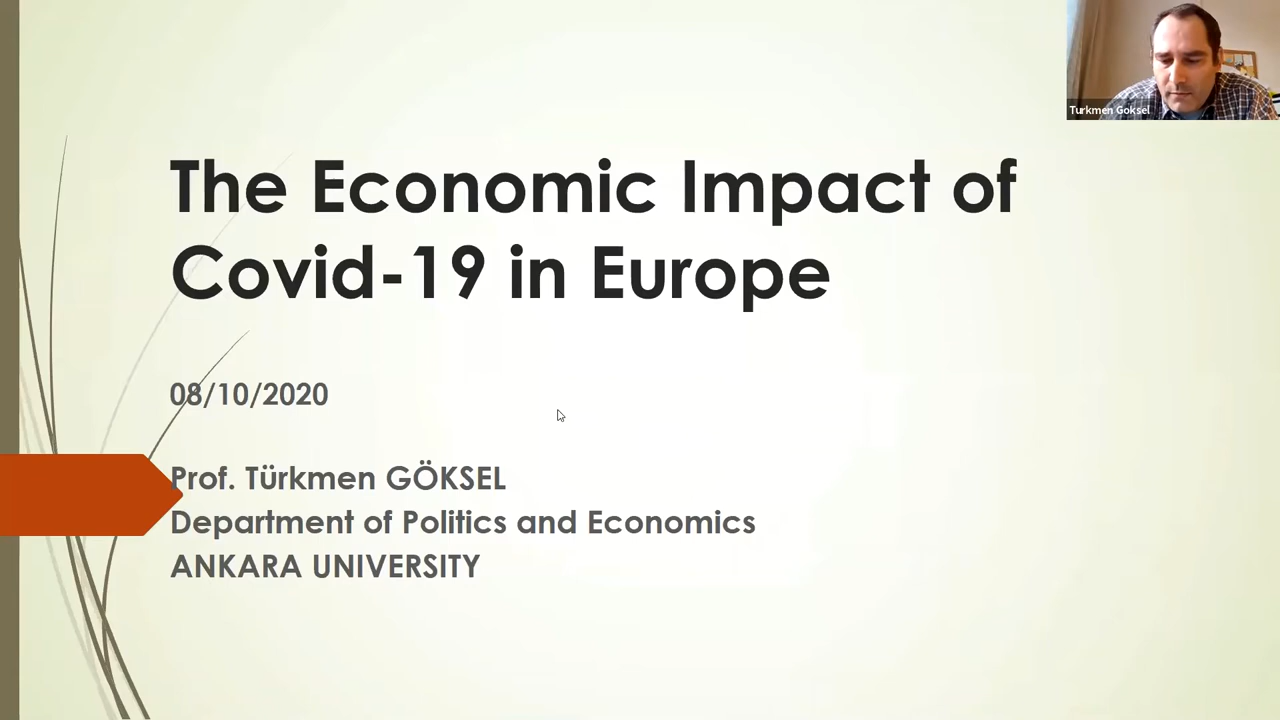 Turkmen Goksel
The Economic Impact of
Covid-19 in Europe
08/10/2020
Prof. Türkmen GÖKSEL
Department of Politics and Economics
ANKARA UNIVERSITY